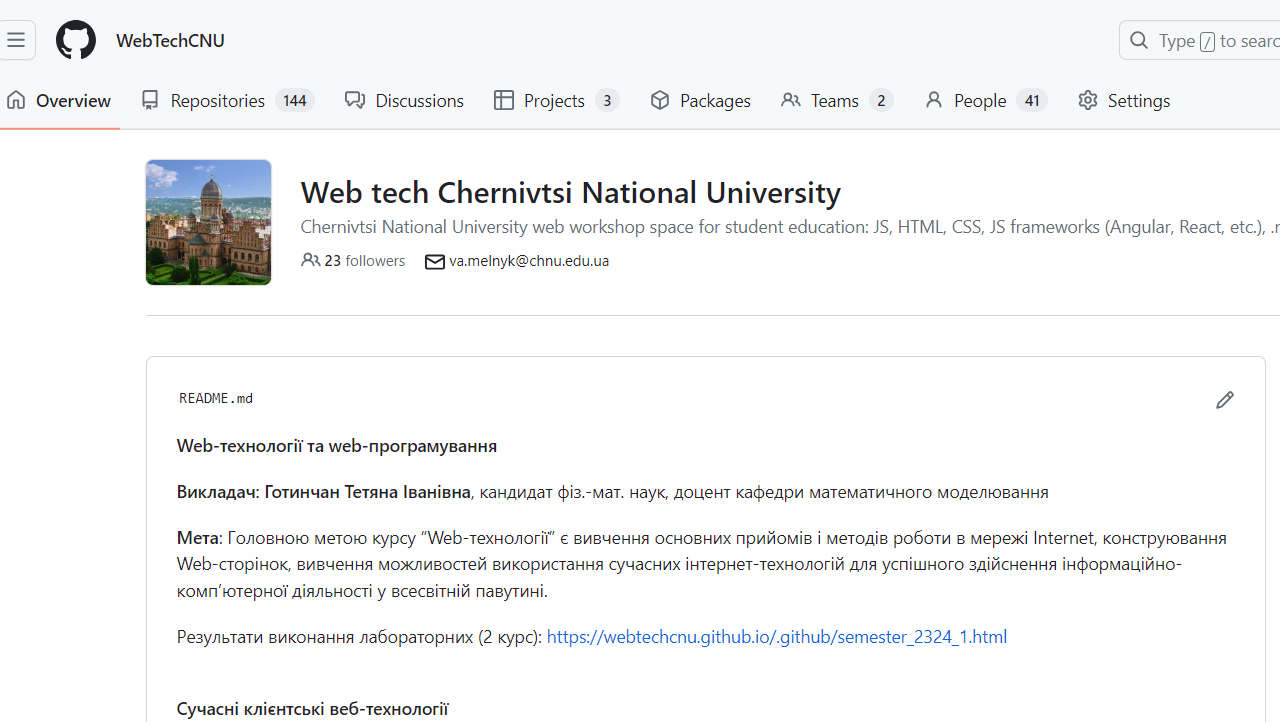 WebTechCNU
Type / to searc
Overview
Repositories 144
Discussions
Projects 3
Packages
Teams 2
People 41
Settings
Web tech Chernivtsi National University
Chernivtsi National University web workshop space for student education: JS, HTML, CSS, JS frameworks (Angular, React, etc.), .n
23 followers
va.melnyk@chnu.edu.ua
README.md
Web-технології та web-програмування
Викладач: Готинчан Тетяна Іванівна, кандидат фіз.-мат. наук, доцент кафедри математичного моделювання
Мета: Головною метою курсу “Web-технології” є вивчення основних прийомів і методів роботи в мережі Internet, конструювання
Web-сторінок, вивчення можливостей використання сучасних інтернет-технологій для успішного здійснення інформаційно-
комп’ютерної діяльності у всесвітній павутині.
Результати виконання лабораторних (2 курс): https://webtechcnu.github.io/.github/semester_2324_1.html
Сучасні клієнтські веб-технології